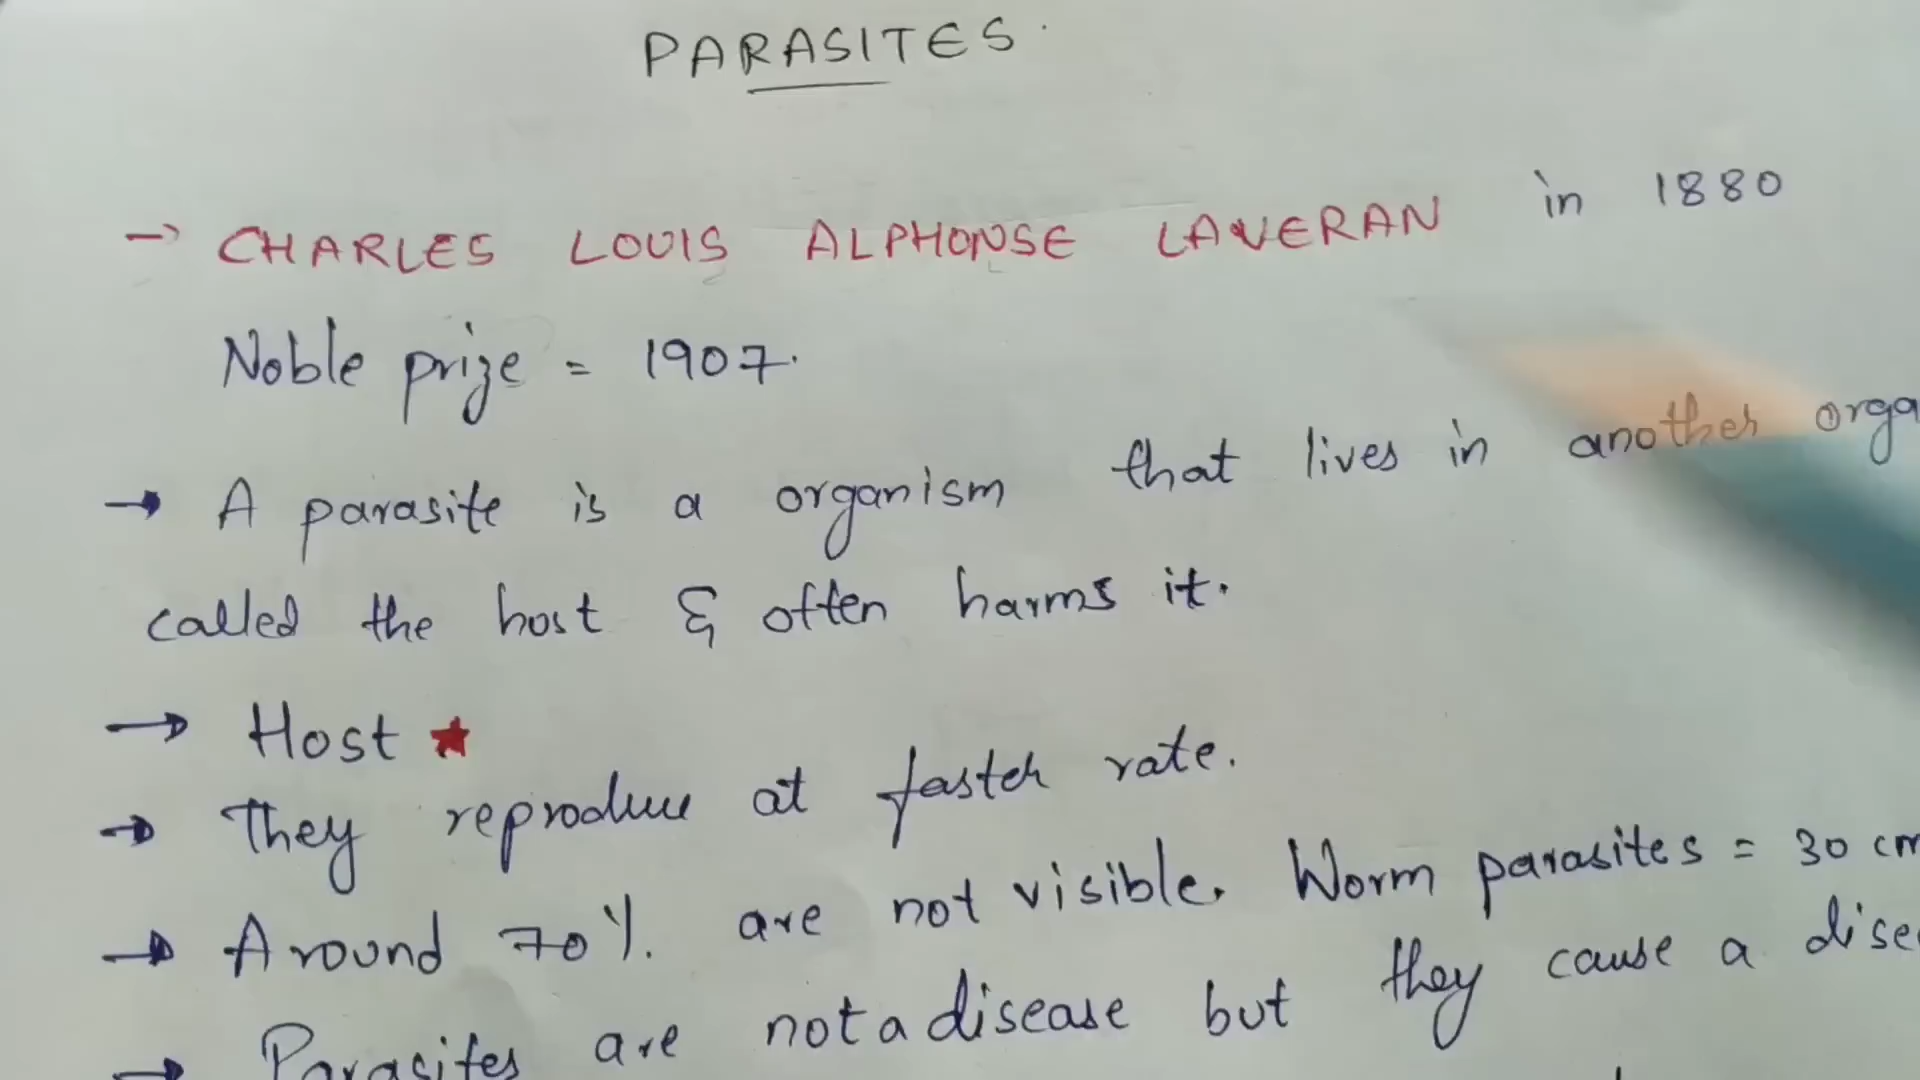 PARASITES.
→ CHARLES LOUIS ALPHONSE LAVERAN in 1880
Noble prize = 1907.
→ A parasite is a organism that lives in another orga
called the host & often harms it.
→ Host ★
→ They reproduce at faster rate.
→ Around 70%. are not visible. Worm parasites = 30 cm
→ Parasites are not a disease but they cause a dise